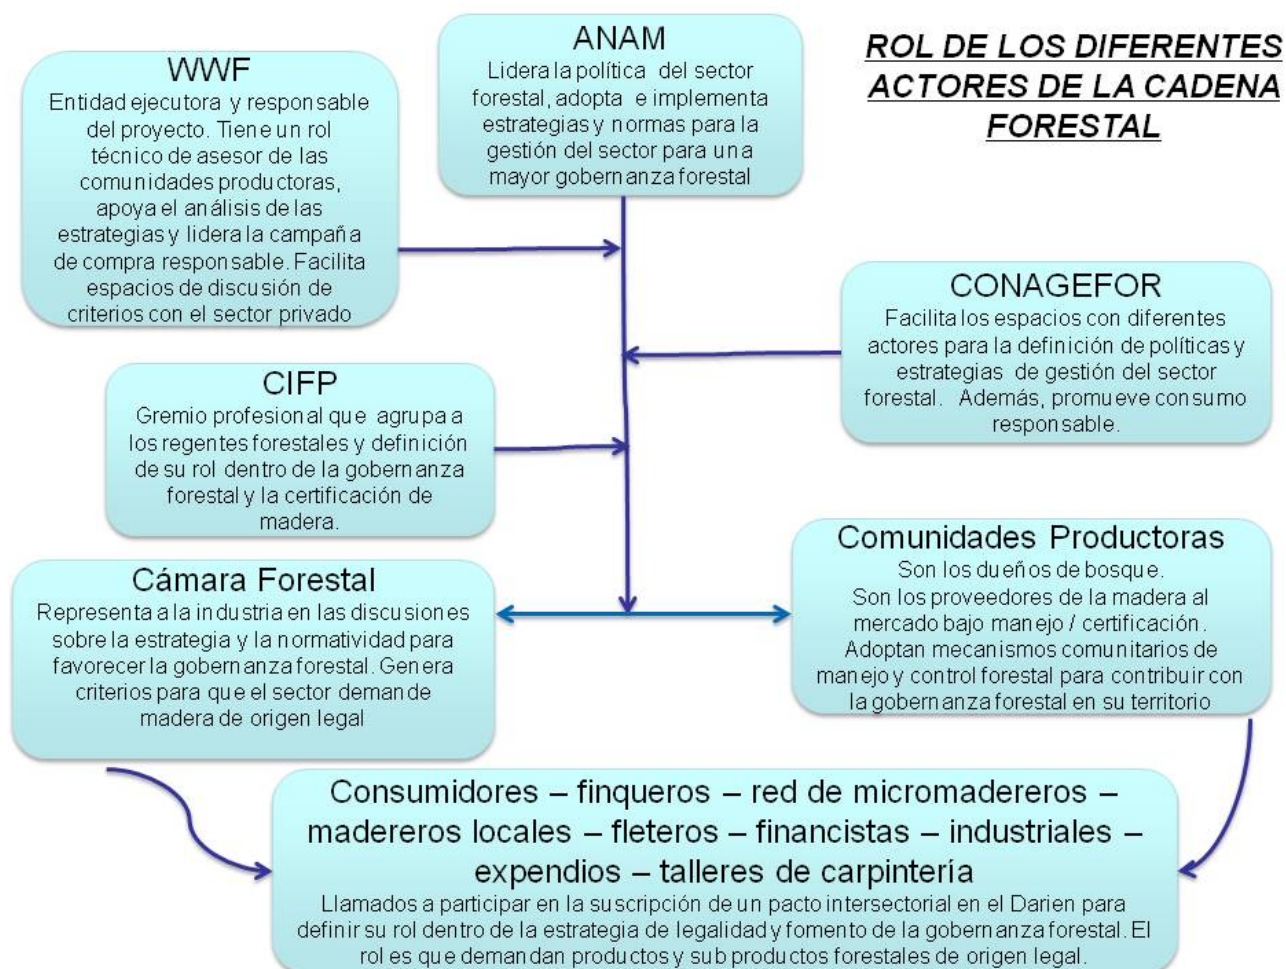 ROL DE LOS DIFERENTES
ACTORES DE LA CADENA
FORESTAL
WWF
Entidad ejecutora y responsable
del proyecto. Tiene un rol
técnico de asesor de las
comunidades productoras,
apoya el análisis de las
estrategias y lidera la campaña
de compra responsable. Facilita
espacios de discusión de
criterios con el sector privado
ANAM
Lidera la política del sector
forestal, adopta e implementa
estrategias y normas para la
gestión del sector para una
mayor gobernanza forestal
CONAGEFOR
Facilita los espacios con diferentes
actores para la definición de políticas y
estrategias de gestión del sector
forestal. Además, promueve consumo
responsable.
CIFP
Gremio profesional que agrupa a
los regentes forestales y definición
de su rol dentro de la gobernanza
forestal y la certificación de
madera.
Cámara Forestal
Representa a la industria en las discusiones
sobre la estrategia y la normatividad para
favorecer la gobernanza forestal. Genera
criterios para que el sector demande
madera de origen legal
Comunidades Productoras
Son los dueños de bosque.
Son los proveedores de la madera al
mercado bajo manejo / certificación.
Adoptan mecanismos comunitarios de
manejo y control forestal para contribuir con
la gobernanza forestal en su territorio
Consumidores – finqueros – red de micromadereros –
madereros locales – fleteros – financistas – industriales –
expendios – talleres de carpintería
Llamados a participar en la suscripción de un pacto intersectorial en el Darien para
definir su rol dentro de la estrategia de legalidad y fomento de la gobernanza forestal. El
rol es que demandan productos y sub productos forestales de origen legal.